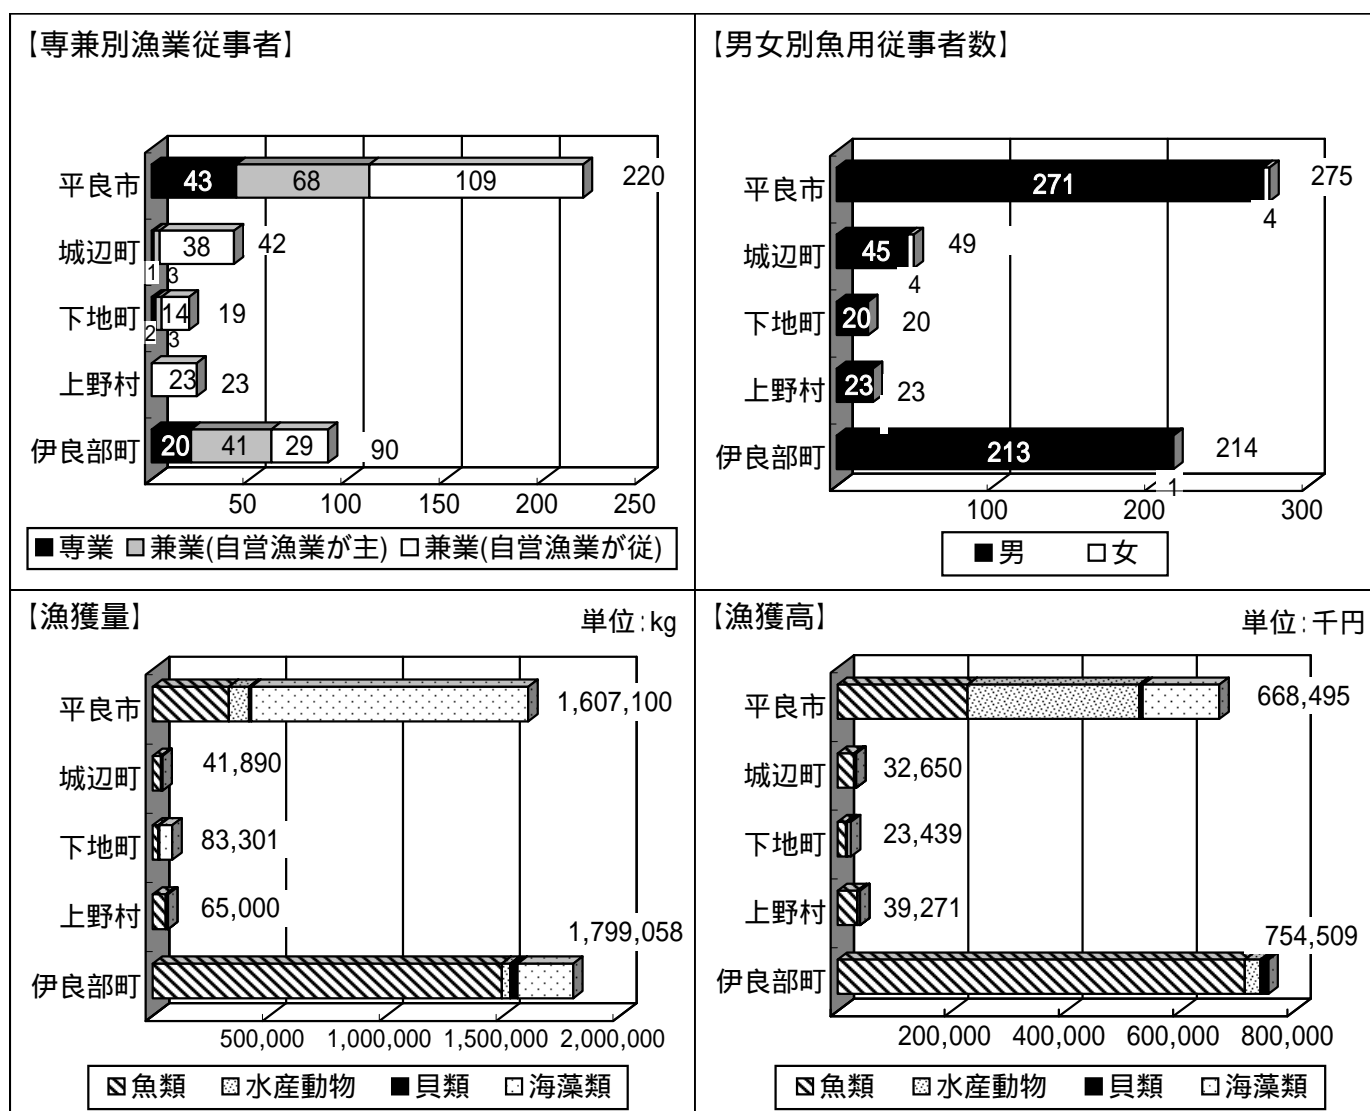 【専兼別漁業従事者】
平良市 43 68 109 220
城辺町 1 3 38 42
下地町 2 3 14 19
上野村 23 23
伊良部町 20 41 29 90
50 100 150 200 250
■専業 ■兼業(自営漁業が主) □兼業(自営漁業が従)
【男女別魚用従事者数】
平良市 271 4 275
城辺町 45 4 49
下地町 20 20
上野村 23 23
伊良部町 213 1 214
100 200 300
■男 □女
【漁獲量】 単位:kg
平良市 1,607,100
城辺町 41,890
下地町 83,301
上野村 65,000
伊良部町 1,799,058
500,000 1,000,000 1,500,000 2,000,000
魚類 水産動物 貝類 海藻類
【漁獲高】 単位:千円
平良市 668,495
城辺町 32,650
下地町 23,439
上野村 39,271
伊良部町 754,509
200,000 400,000 600,000 800,000
魚類 水産動物 貝類 海藻類